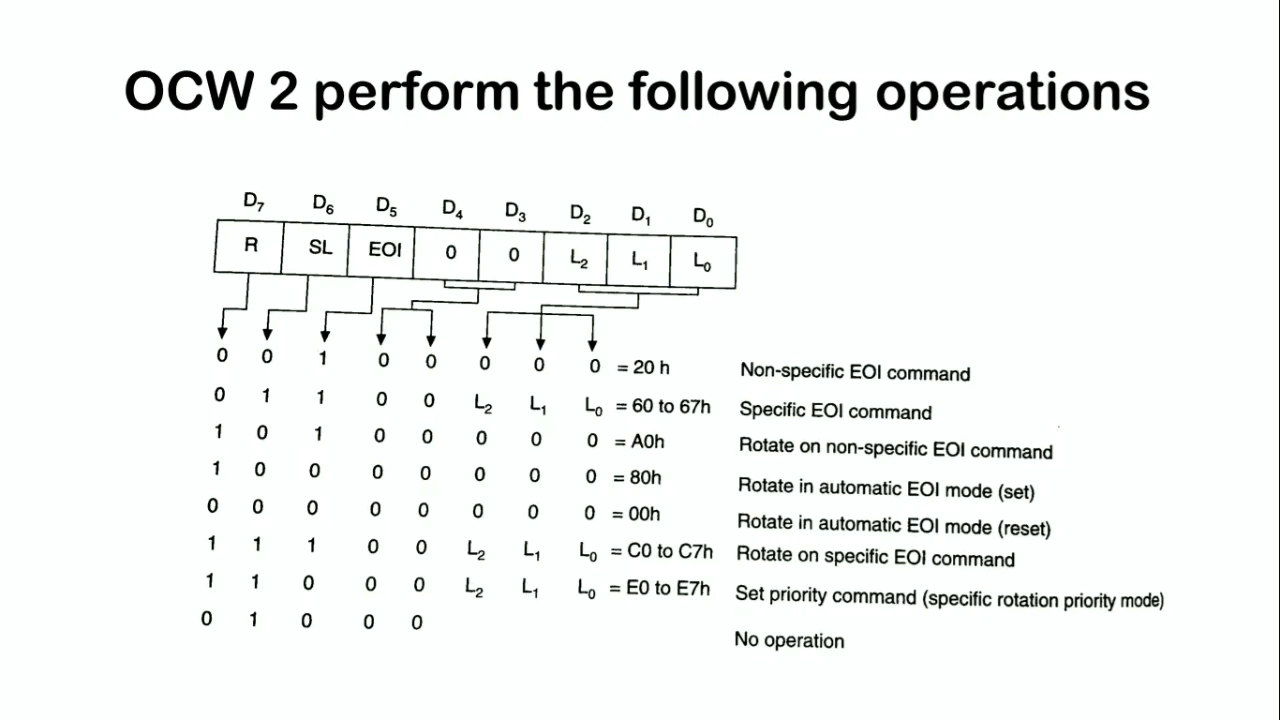 OCW 2 perform the following operations
D7 D6 D5 D4 D3 D2 D1 D0
R SL EOI 0 0 L2 L1 L0
0 0 1 0 0 0 0 0 = 20 h Non-specific EOI command
0 1 1 0 0 L2 L1 L0 = 60 to 67h Specific EOI command
1 0 1 0 0 0 0 0 = A0h Rotate on non-specific EOI command
1 0 0 0 0 0 0 0 = 80h Rotate in automatic EOI mode (set)
0 0 0 0 0 0 0 0 = 00h Rotate in automatic EOI mode (reset)
1 1 1 0 0 L2 L1 L0 = C0 to C7h Rotate on specific EOI command
1 1 0 0 0 L2 L1 L0 = E0 to E7h Set priority command (specific rotation priority mode)
0 1 0 0 0 No operation